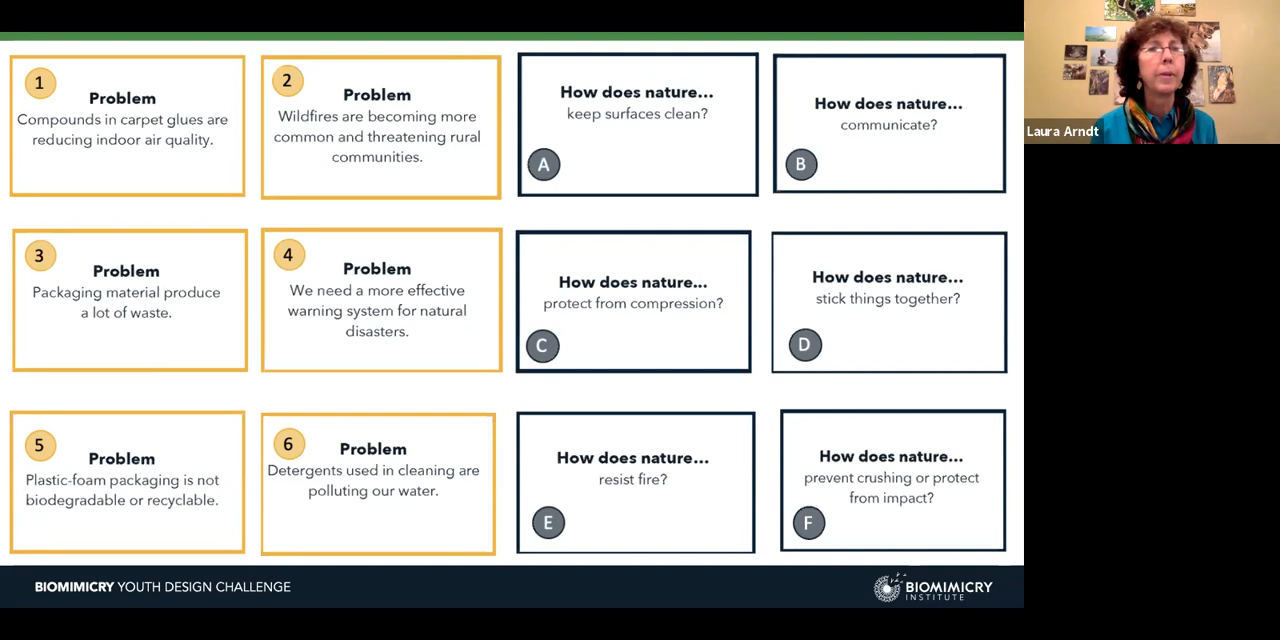 1
Problem
Compounds in carpet glues are
reducing indoor air quality.
2
Problem
Wildfires are becoming more
common and threatening rural
communities.
How does nature...
keep surfaces clean?
A
How does nature...
communicate?
B
Laura Arndt
3
Problem
Packaging material produce
a lot of waste.
4
Problem
We need a more effective
warning system for natural
disasters.
How does nature...
protect from compression?
C
How does nature...
stick things together?
D
5
Problem
Plastic-foam packaging is not
biodegradable or recyclable.
6
Problem
Detergents used in cleaning are
polluting our water.
How does nature...
resist fire?
E
How does nature...
prevent crushing or protect
from impact?
F
BIOMIMICRY YOUTH DESIGN CHALLENGE
BIOMIMICRY
INSTITUTE